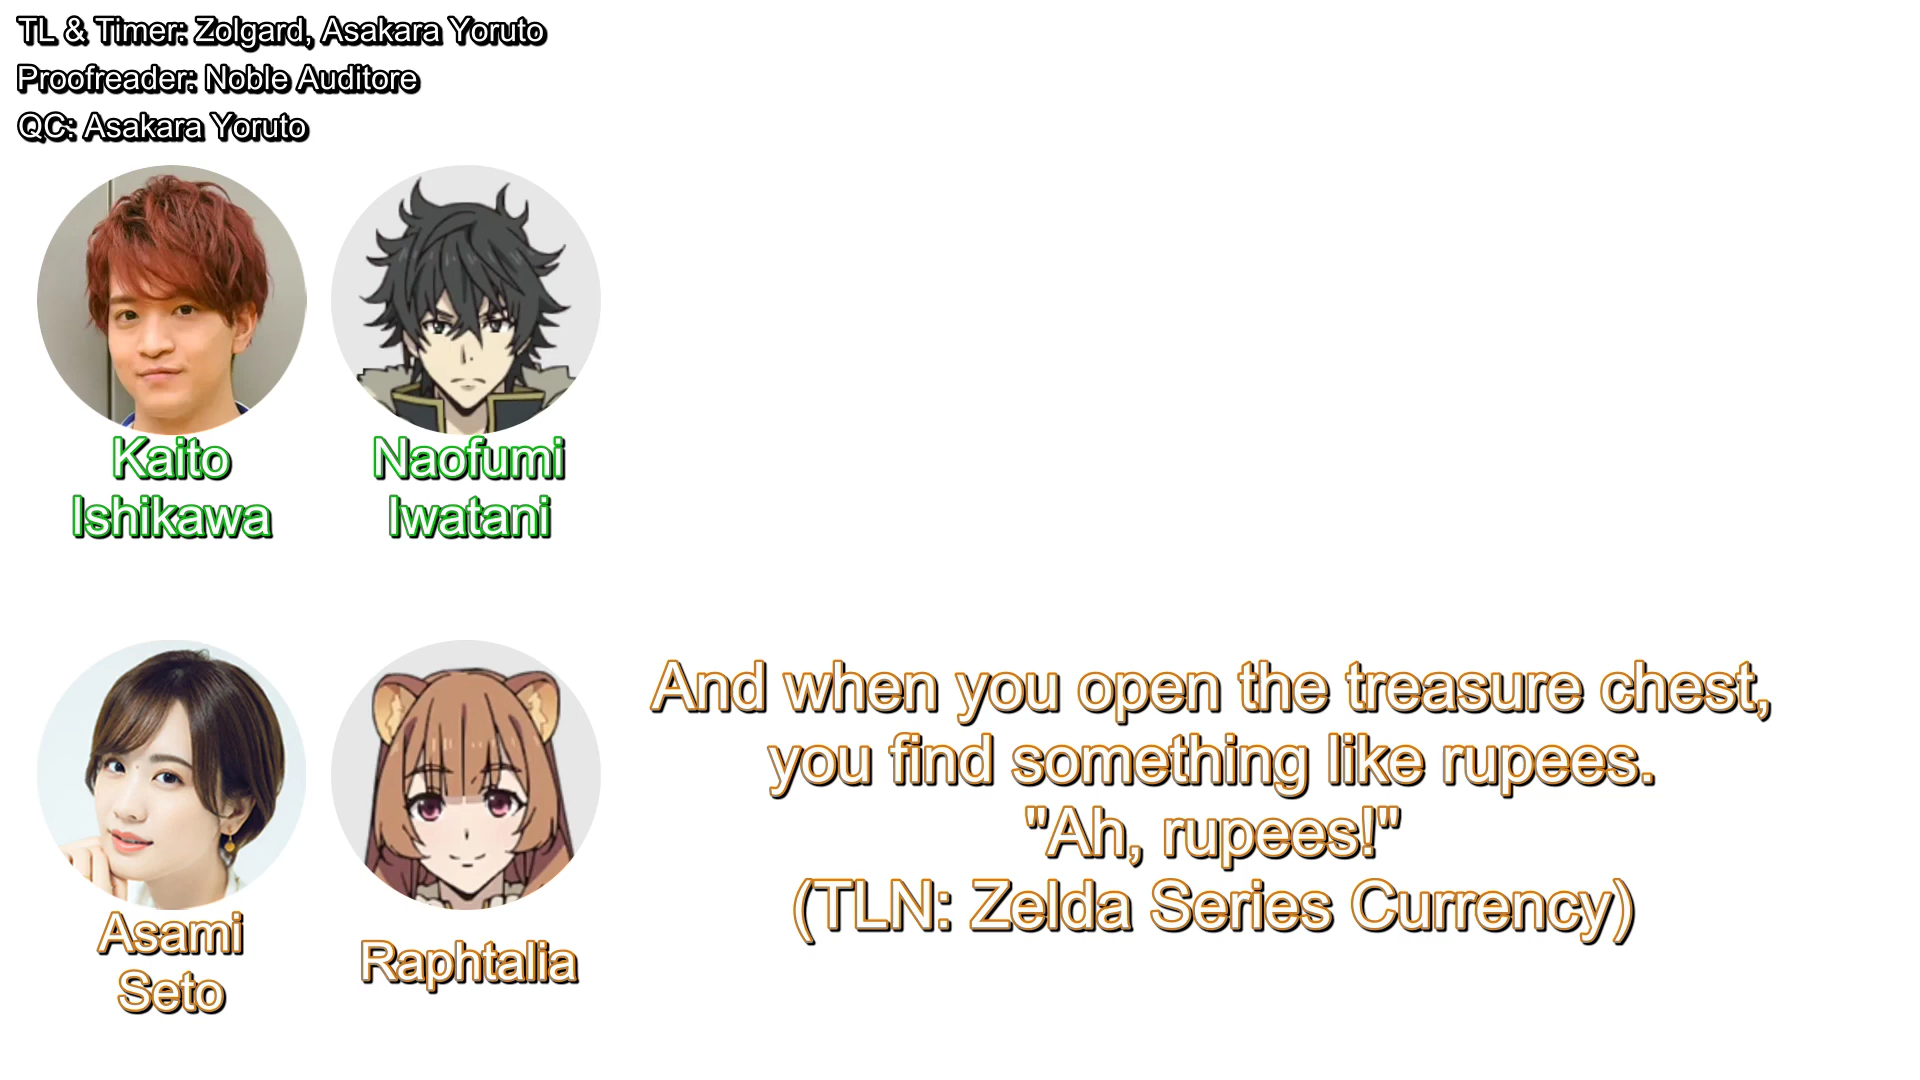 TL & Timer: Zolgard, Asakara Yoruto
Proofreader: Noble Auditore
QC: Asakara Yoruto
Kaito
Ishikawa
Naofumi
Iwatani
Asami
Seto
Raphtalia
And when you open the treasure chest,
you find something like rupees.
"Ah, rupees!"
(TLN: Zelda Series Currency)